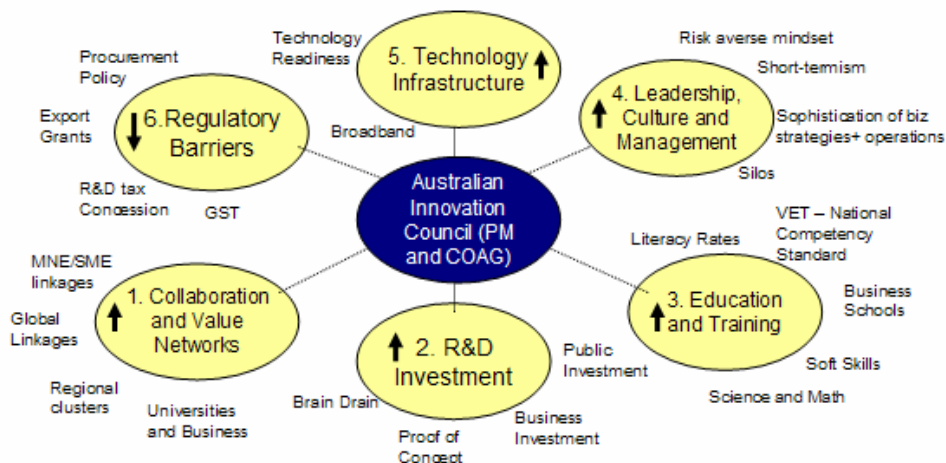 Technology
Readiness
5. Technology
Infrastructure
Broadband
Risk averse mindset
Short-termism
4. Leadership,
Culture and
Management
Sophistication of biz
strategies+ operations
Silos
Procurement
Policy
Export
Grants
6.Regulatory
Barriers
R&D tax
Concession
GST
Australian
Innovation
Council (PM
and COAG)
MNE/SME
linkages
Global
Linkages
1. Collaboration
and Value
Networks
Regional
clusters
Universities
and Business
2. R&D
Investment
Brain Drain
Proof of
Concept
Business
Investment
Public
Investment
Literacy Rates
VET – National
Competency
Standard
3. Education
and Training
Business
Schools
Soft Skills
Science and Math